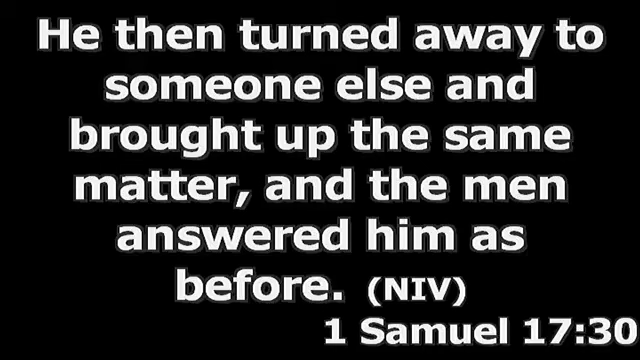 He then turned away to
someone else and
brought up the same
matter, and the men
answered him as
before. (NIV)
1 Samuel 17:30